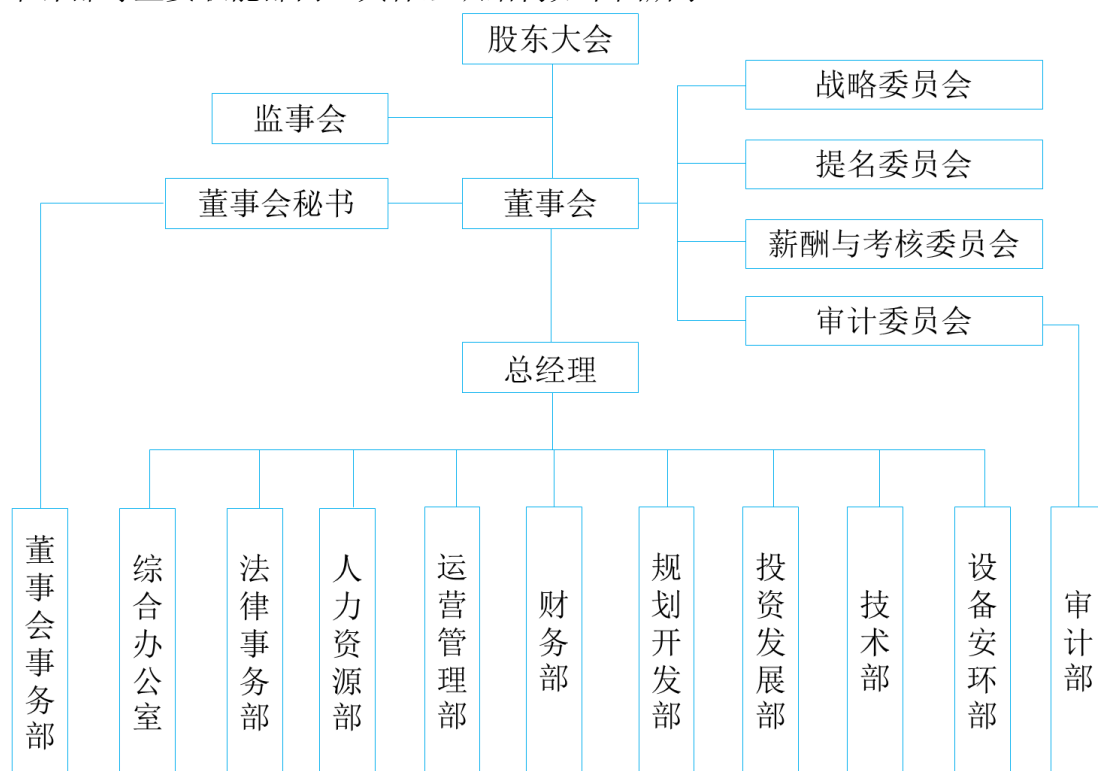 股东大会
战略委员会
监事会
提名委员会
董事会秘书
董事会
薪酬与考核委员会
审计委员会
总经理
董事会事务部
综合办公室
法律事务部
人力资源部
运营管理部
财务部
规划开发部
投资发展部
技术部
设备安环部
审计部